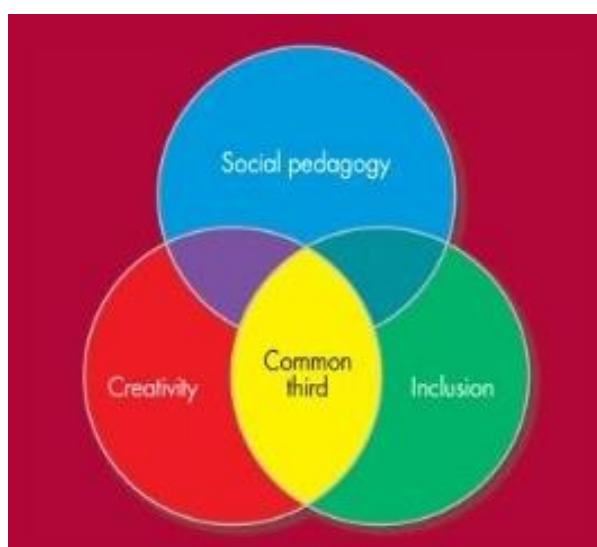 Social pedagogy
Creativity
Common
third
Inclusion